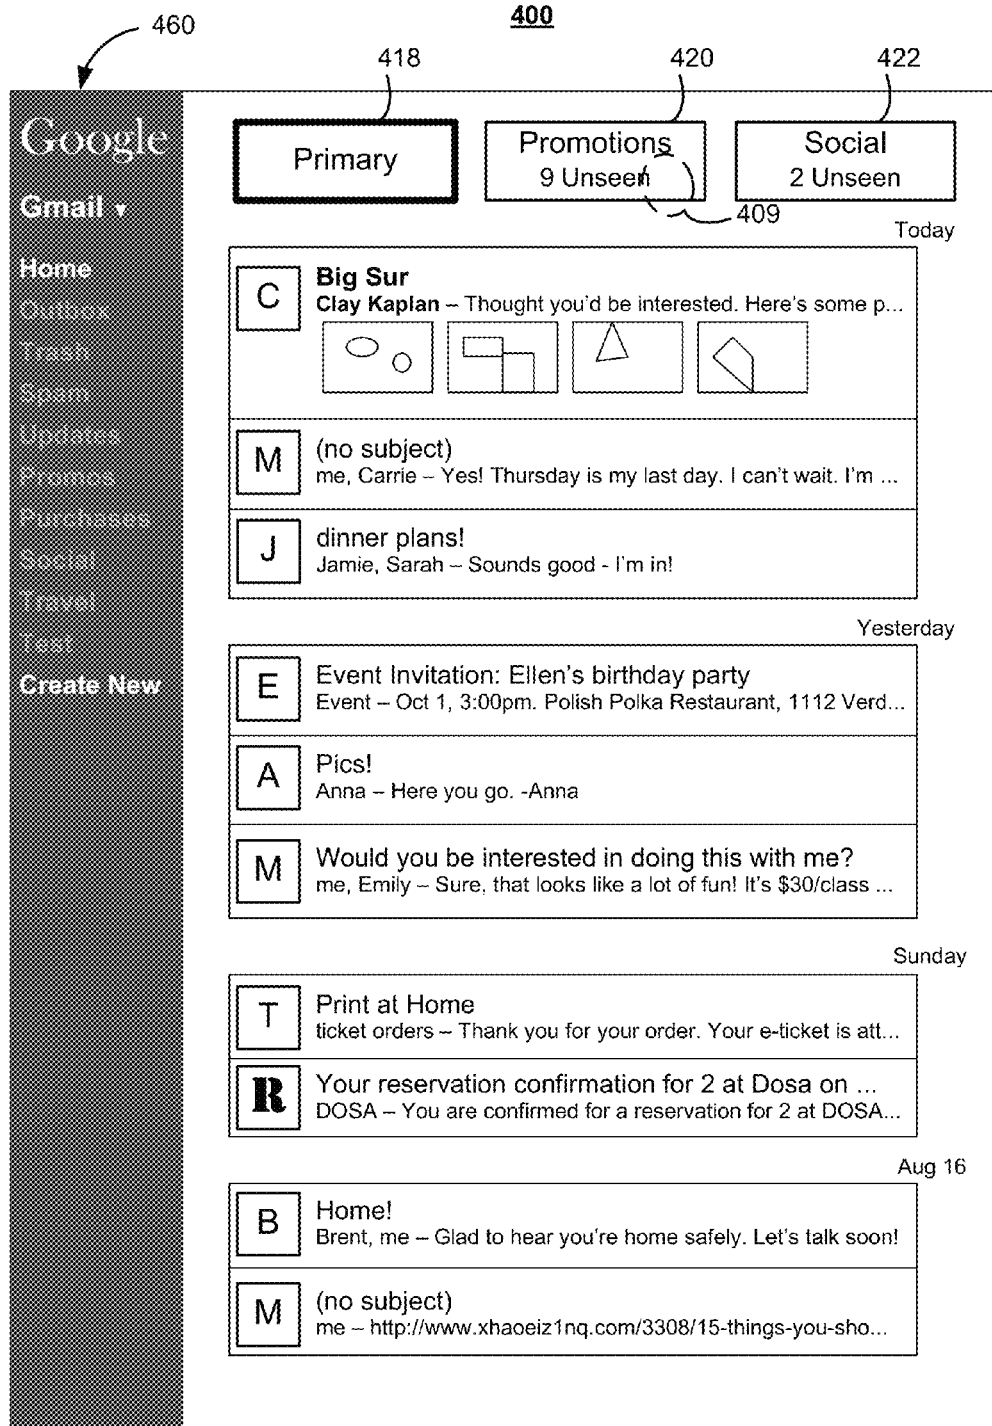 400
460
418
420
422
Google
Gmail ▼
Home
Outbox
Trash
Spam
Updates
Promos
Purchases
Social
Travel
Test
Create New
Primary
Promotions
9 Unseen
Social
2 Unseen
409
Today
C
Big Sur
Clay Kaplan – Thought you'd be interested. Here's some p...
M
(no subject)
me, Carrie – Yes! Thursday is my last day. I can't wait. I'm ...
J
dinner plans!
Jamie, Sarah – Sounds good - I'm in!
Yesterday
E
Event Invitation: Ellen's birthday party
Event – Oct 1, 3:00pm. Polish Polka Restaurant, 1112 Verd...
A
Pics!
Anna – Here you go. -Anna
M
Would you be interested in doing this with me?
me, Emily – Sure, that looks like a lot of fun! It's $30/class ...
Sunday
T
Print at Home
ticket orders – Thank you for your order. Your e-ticket is att...
R
Your reservation confirmation for 2 at Dosa on ...
DOSA – You are confirmed for a reservation for 2 at DOSA...
Aug 16
B
Home!
Brent, me – Glad to hear you're home safely. Let's talk soon!
M
(no subject)
me – http://www.xhaoeiz1nq.com/3308/15-things-you-sho...